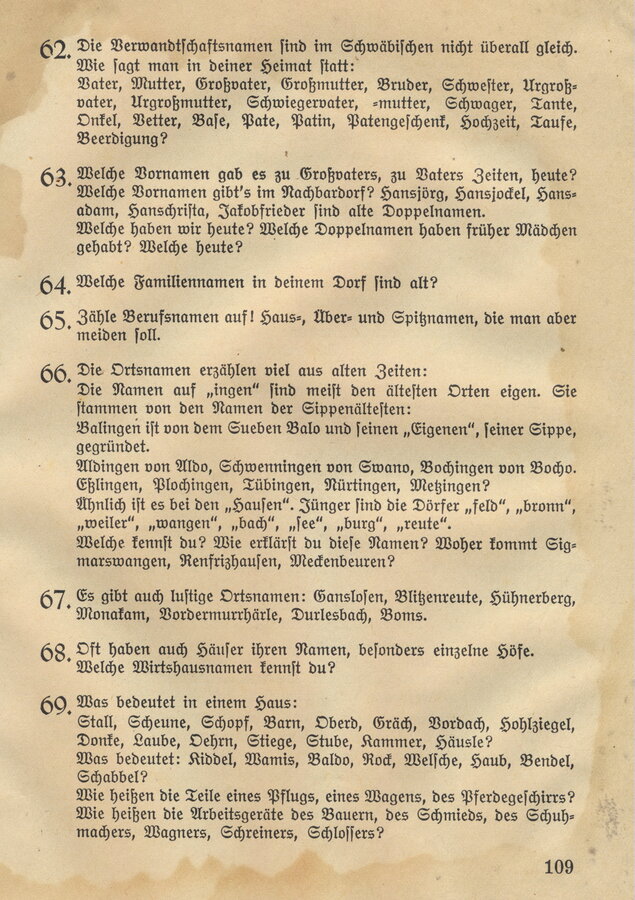 62. Die Verwandtschaftsnamen sind im Schwäbischen nicht überall gleich.
Wie sagt man in deiner Heimat statt:
Vater, Mutter, Großvater, Großmutter, Bruder, Schwester, Urgroß-
vater, Urgroßmutter, Schwiegervater, -mutter, Schwager, Tante,
Onkel, Vetter, Base, Pate, Patin, Patengeschenk, Hochzeit, Taufe,
Beerdigung?
63. Welche Vornamen gab es zu Großvaters, zu Vaters Zeiten, heute?
Welche Vornamen gibt's im Nachbardorf? Hansjörg, Hansjockel, Hans-
adam, Hanschrista, Jakobfrieder sind alte Doppelnamen.
Welche haben wir heute? Welche Doppelnamen haben früher Mädchen
gehabt? Welche heute?
64. Welche Familiennamen in deinem Dorf sind alt?
65. Zähle Berufsnamen auf! Haus-, Über- und Spitznamen, die man aber
meiden soll.
66. Die Ortsnamen erzählen viel aus alten Zeiten:
Die Namen auf „ingen“ sind meist den ältesten Orten eigen. Sie
stammen von den Namen der Sippenältesten:
Balingen ist von dem Sueben Balo und seinen „Eigenen“, seiner Sippe,
gegründet.
Aldingen von Aldo, Schwenningen von Swano, Bochingen von Bocho.
Eßlingen, Plochingen, Tübingen, Nürtingen, Metzingen?
Ähnlich ist es bei den „Hausen“. Jünger sind die Dörfer „feld“, „bronn“,
„weiler“, „wangen“, „bach“, „see“, „burg“, „reute“.
Welche kennst du? Wie erklärst du diese Namen? Woher kommt Sig-
marswangen, Renfrizhausen, Meckenbeuren?
67. Es gibt auch lustige Ortsnamen: Ganslosen, Blitzenreute, Hühnerberg,
Monakam, Vordermurrhärle, Durlesbach, Boms.
68. Oft haben auch Häuser ihren Namen, besonders einzelne Höfe.
Welche Wirtshausnamen kennst du?
69. Was bedeutet in einem Haus:
Stall, Scheune, Schopf, Barn, Oberd, Gräch, Vordach, Hohlziegel,
Donke, Laube, Oehrn, Stiege, Stube, Kammer, Häusle?
Was bedeutet: Kiddel, Wamis, Baldo, Rock, Welsche, Haub, Bendel,
Schabbel?
Wie heißen die Teile eines Pflugs, eines Wagens, des Pferdegeschirrs?
Wie heißen die Arbeitsgeräte des Bauern, des Schmieds, des Schuh-
machers, Wagners, Schreiners, Schlossers?
109